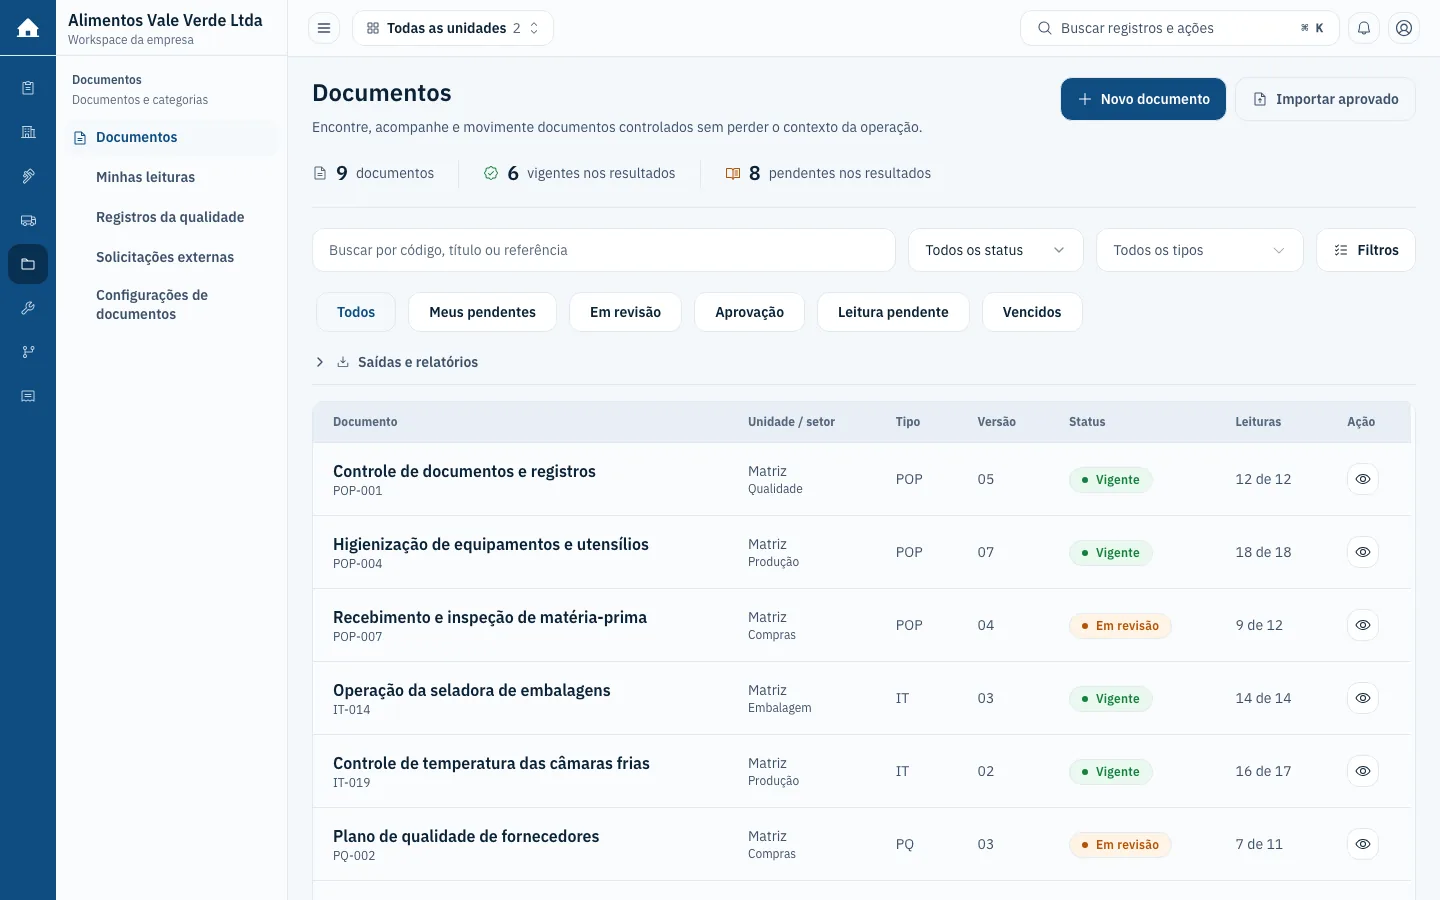 Alimentos Vale Verde Ltda
Workspace da empresa
Todas as unidades 2
Buscar registros e ações ⌘ K
Documentos
Documentos e categorias
Documentos
Minhas leituras
Registros da qualidade
Solicitações externas
Configurações de
documentos
Documentos
Encontre, acompanhe e movimente documentos controlados sem perder o contexto da operação.
Novo documento
Importar aprovado
9 documentos
6 vigentes nos resultados
8 pendentes nos resultados
Buscar por código, título ou referência
Todos os status
Todos os tipos
Filtros
Todos
Meus pendentes
Em revisão
Aprovação
Leitura pendente
Vencidos
Saídas e relatórios
Documento Unidade / setor Tipo Versão Status Leituras Ação
Controle de documentos e registros
POP-001
Matriz
Qualidade
POP 05 Vigente 12 de 12
Higienização de equipamentos e utensílios
POP-004
Matriz
Produção
POP 07 Vigente 18 de 18
Recebimento e inspeção de matéria-prima
POP-007
Matriz
Compras
POP 04 Em revisão 9 de 12
Operação da seladora de embalagens
IT-014
Matriz
Embalagem
IT 03 Vigente 14 de 14
Controle de temperatura das câmaras frias
IT-019
Matriz
Produção
IT 02 Vigente 16 de 17
Plano de qualidade de fornecedores
PQ-002
Matriz
Compras
PQ 03 Em revisão 7 de 11